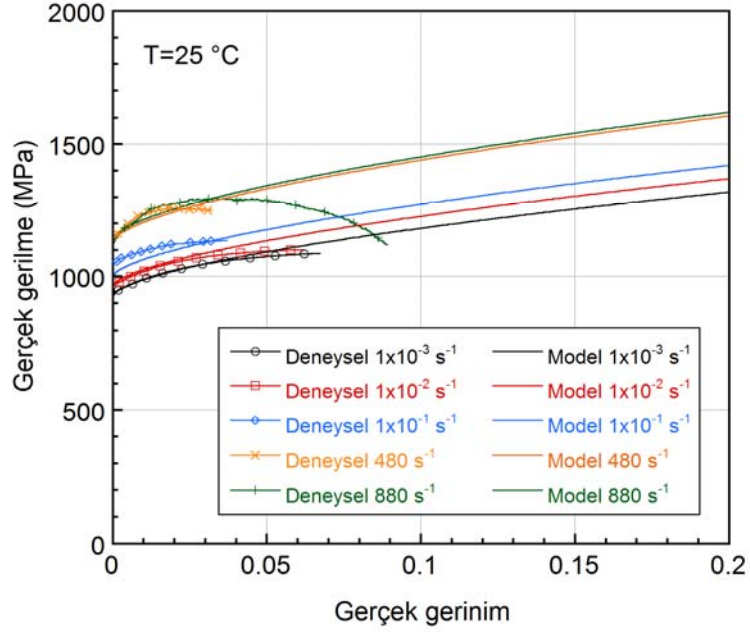 2000
T=25 °C
1500
1000
500
0
Gerçek gerilme (MPa)
Deneysel 1x10⁻³ s⁻¹ Model 1x10⁻³ s⁻¹
Deneysel 1x10⁻² s⁻¹ Model 1x10⁻² s⁻¹
Deneysel 1x10⁻¹ s⁻¹ Model 1x10⁻¹ s⁻¹
Deneysel 480 s⁻¹ Model 480 s⁻¹
Deneysel 880 s⁻¹ Model 880 s⁻¹
0 0.05 0.1 0.15 0.2
Gerçek gerinim